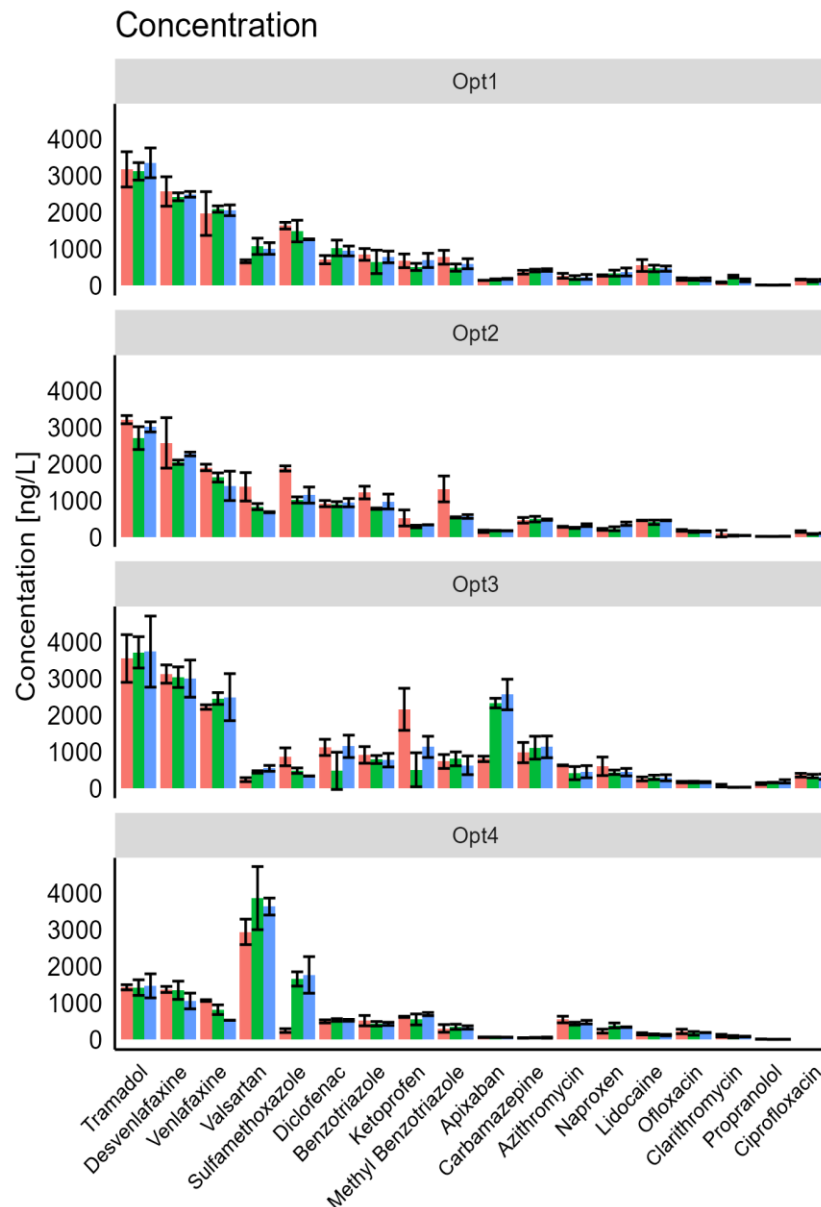 Concentration
Opt1
4000
3000
2000
1000
0
Opt2
4000
3000
2000
1000
0
Opt3
4000
3000
2000
1000
0
Opt4
4000
3000
2000
1000
0
Concentation [ng/L]
Tramadol
Desvenlafaxine
Venlafaxine
Valsartan
Sulfamethoxazole
Diclofenac
Benzotriazole
Ketoprofen
Methyl Benzotriazole
Apixaban
Carbamazepine
Azithromycin
Naproxen
Lidocaine
Ofloxacin
Clarithromycin
Propranolol
Ciprofloxacin